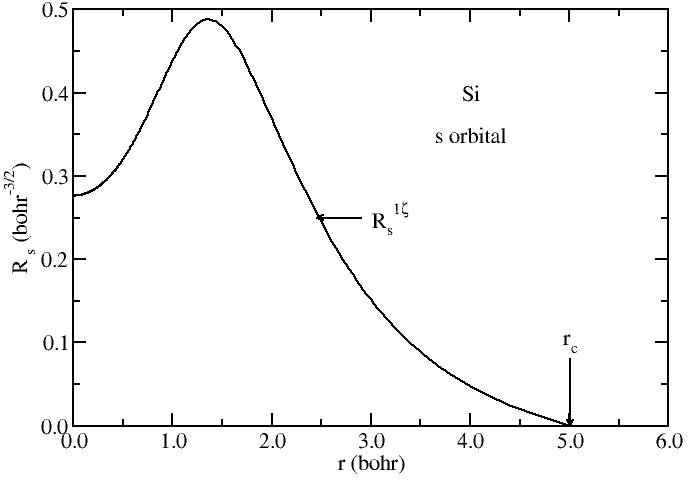 0.5
0.4
0.3
0.2
0.1
0.0
R_s (bohr^-3/2)
Si
s orbital
R_s^1ζ
r_c
0.0 1.0 2.0 3.0 4.0 5.0 6.0
r (bohr)